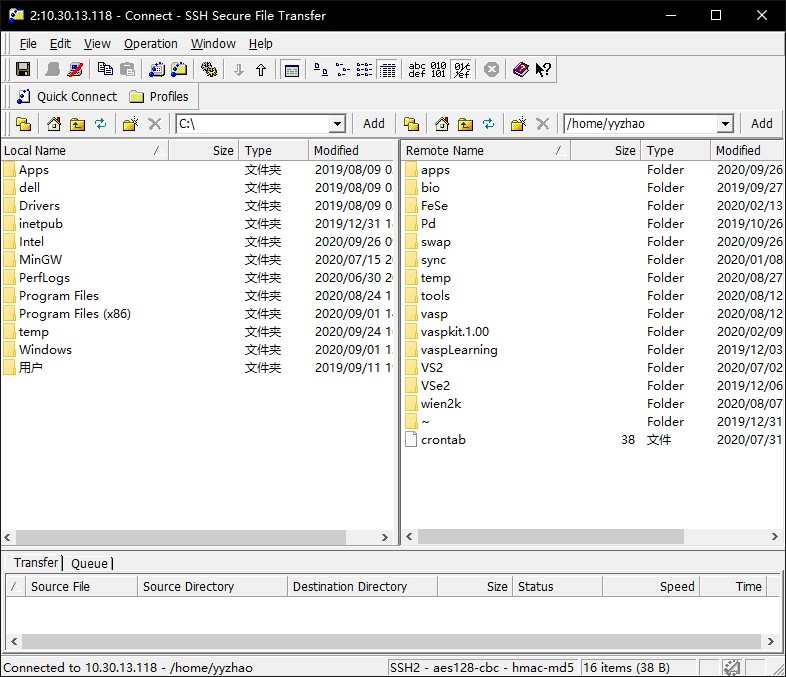 2:10.30.13.118 - Connect - SSH Secure File Transfer
File Edit View Operation Window Help
abc def 010 101
Quick Connect Profiles
C:\ Add /home/yyzhao Add
Local Name / Size Type Modified
Apps 文件夹 2019/08/09 0
dell 文件夹 2019/08/09 0
Drivers 文件夹 2019/08/09 0
inetpub 文件夹 2019/12/31 1
Intel 文件夹 2020/09/26 0
MinGW 文件夹 2020/07/15 2
PerfLogs 文件夹 2020/06/30 2
Program Files 文件夹 2020/08/24 1
Program Files (x86) 文件夹 2020/09/01 1
temp 文件夹 2020/09/24 1
Windows 文件夹 2020/09/01 1
用户 文件夹 2019/09/11 1
Remote Name / Size Type Modified
apps Folder 2020/09/26
bio Folder 2019/09/27
FeSe Folder 2020/02/13
Pd Folder 2019/10/26
swap Folder 2020/09/26
sync Folder 2020/01/08
temp Folder 2020/08/27
tools Folder 2020/08/12
vasp Folder 2020/08/12
vaspkit.1.00 Folder 2020/02/09
vaspLearning Folder 2019/12/03
VS2 Folder 2020/07/02
VSe2 Folder 2019/12/06
wien2k Folder 2020/08/07
~ Folder 2019/12/31
crontab 38 文件 2020/07/31
Transfer Queue
/ Source File Source Directory Destination Directory Size Status Speed Time
Connected to 10.30.13.118 - /home/yyzhao SSH2 - aes128-cbc - hmac-md5 16 items (38 B)